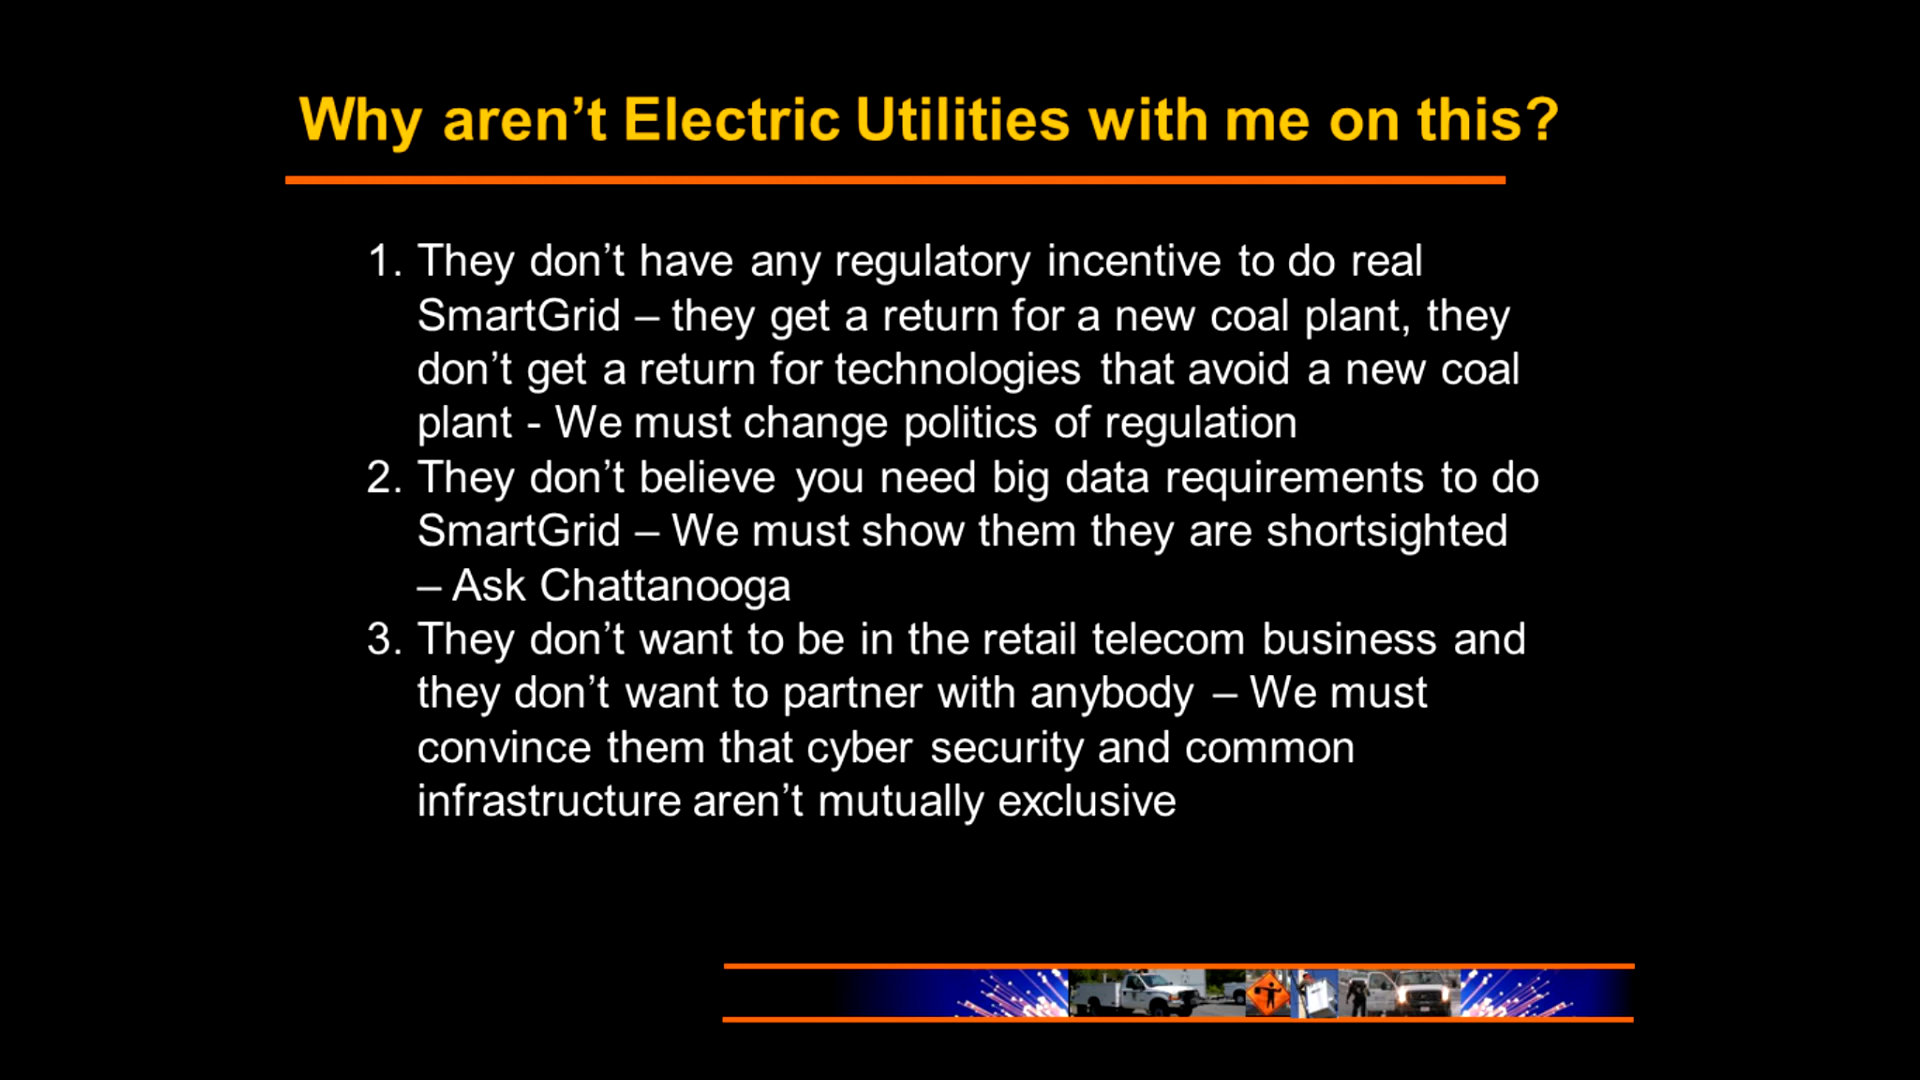 Why aren’t Electric Utilities with me on this?
1. They don’t have any regulatory incentive to do real
SmartGrid – they get a return for a new coal plant, they
don’t get a return for technologies that avoid a new coal
plant - We must change politics of regulation
2. They don’t believe you need big data requirements to do
SmartGrid – We must show them they are shortsighted
– Ask Chattanooga
3. They don’t want to be in the retail telecom business and
they don’t want to partner with anybody – We must
convince them that cyber security and common
infrastructure aren’t mutually exclusive